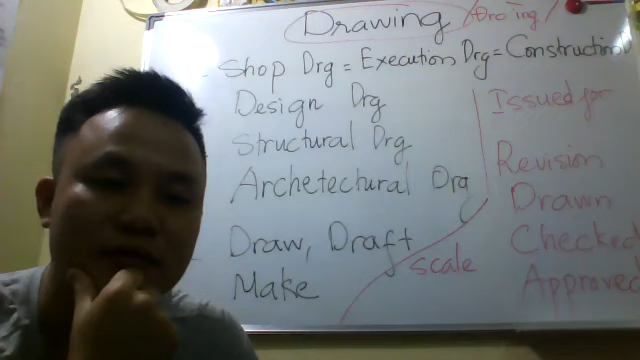 Drawing /Dra ing/
Shop Drg = Execution Drg = Construction
Design Drg
Structural Drg
Archetectural Drg
Draw, Draft
Make
scale
Issued for
Revision
Drawn
Checked
Approved